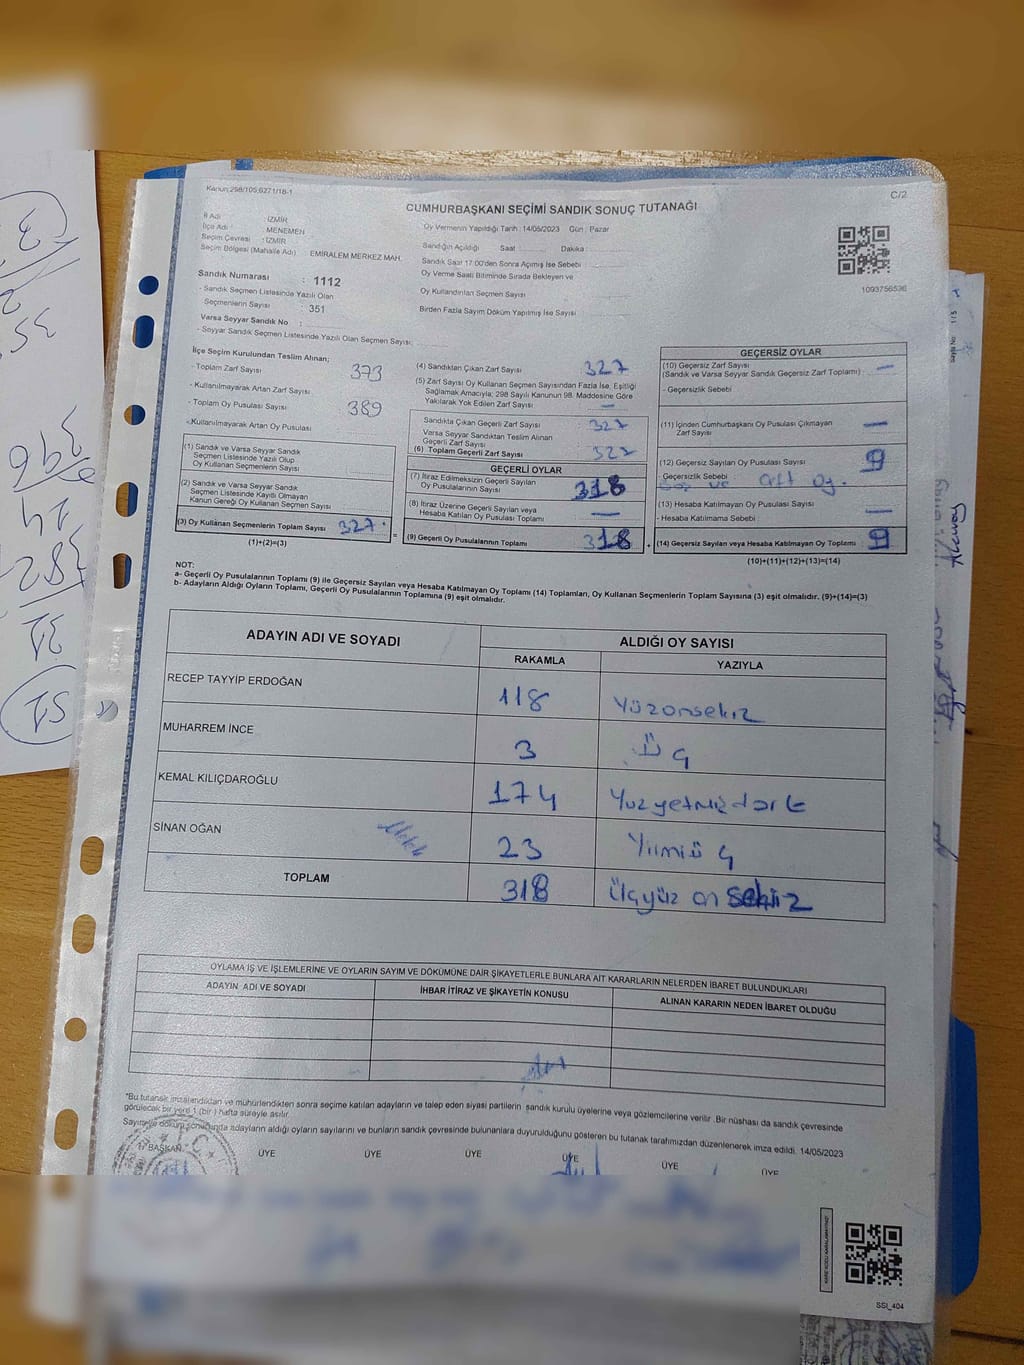 Kanun:298/105;6271/18-1
C/2
CUMHURBAŞKANI SEÇİMİ SANDIK SONUÇ TUTANAĞI
İl Adı : İZMİR
İlçe Adı : MENEMEN
Seçim Çevresi : İZMİR
Seçim Bölgesi (Mahalle Adı) EMİRALEM MERKEZ MAH.
Sandık Numarası : 1112
- Sandık Seçmen Listesinde Yazılı Olan
Seçmenlerin Sayısı : 351
Varsa Seyyar Sandık No :
- Seyyar Sandık Seçmen Listesinde Yazılı Olan Seçmen Sayısı;
Oy Vermenin Yapıldığı Tarih : 14/05/2023 Gün : Pazar
Sandığın Açıldığı Saat Dakika
Sandık Saat 17:00'den Sonra Açılmış İse Sebebi
Oy Verme Saati Bitiminde Sırada Bekleyen ve
Oy Kullandırılan Seçmen Sayısı
Birden Fazla Sayım Döküm Yapılmış İse Sayısı
1093756536
İlçe Seçim Kurulundan Teslim Alınan;
- Toplam Zarf Sayısı 373
- Kullanılmayarak Artan Zarf Sayısı
- Toplam Oy Pusulası Sayısı 389
- Kullanılmayarak Artan Oy Pusulası
(1) Sandık ve Varsa Seyyar Sandık
Seçmen Listesinde Yazılı Olup
Oy Kullanan Seçmenlerin Sayısı
(2) Sandık ve Varsa Seyyar Sandık
Seçmen Listesinde Kayıtlı Olmayan
Kanun Gereği Oy Kullanan Seçmen Sayısı
(3) Oy Kullanan Seçmenlerin Toplam Sayısı 327
(1)+(2)=(3)
(4) Sandıktan Çıkan Zarf Sayısı 327
(5) Zarf Sayısı Oy Kullanan Seçmen Sayısından Fazla İse, Eşitliği
Sağlamak Amacıyla; 298 Sayılı Kanunun 98. Maddesine Göre
Yakılarak Yok Edilen Zarf Sayısı —
Sandıkta Çıkan Geçerli Zarf Sayısı 327
Varsa Seyyar Sandıktan Teslim Alınan
Geçerli Zarf Sayısı
(6) Toplam Geçerli Zarf Sayısı 327
GEÇERLİ OYLAR
(7) İtiraz Edilmeksizin Geçerli Sayılan
Oy Pusulalarının Sayısı 318
(8) İtiraz Üzerine Geçerli Sayılan veya
Hesaba Katılan Oy Pusulası Toplamı —
(9) Geçerli Oy Pusulalarının Toplamı 318
GEÇERSİZ OYLAR
(10) Geçersiz Zarf Sayısı —
(Sandık ve Varsa Seyyar Sandık Geçersiz Zarf Toplamı)
- Geçersizlik Sebebi
(11) İçinden Cumhurbaşkanı Oy Pusulası Çıkmayan
Zarf Sayısı —
(12) Geçersiz Sayılan Oy Pusulası Sayısı 9
- Geçersizlik Sebebi ve çift oy.
(13) Hesaba Katılmayan Oy Pusulası Sayısı —
- Hesaba Katılmama Sebebi
(14) Geçersiz Sayılan veya Hesaba Katılmayan Oy Toplamı 9
(10)+(11)+(12)+(13)=(14)
NOT:
a- Geçerli Oy Pusulalarının Toplamı (9) ile Geçersiz Sayılan veya Hesaba Katılmayan Oy Toplamı (14) Toplamları, Oy Kullanan Seçmenlerin Toplam Sayısına (3) eşit olmalıdır. (9)+(14)=(3)
b- Adayların Aldığı Oyların Toplamı, Geçerli Oy Pusulalarının Toplamına (9) eşit olmalıdır.
ADAYIN ADI VE SOYADI ALDIĞI OY SAYISI
RAKAMLA YAZIYLA
RECEP TAYYİP ERDOĞAN 118 Yüzonsekiz
MUHARREM İNCE 3 Üç
KEMAL KILIÇDAROĞLU 174 Yüzyetmişdört
SİNAN OĞAN 23 Yirmiüç
TOPLAM 318 Üçyüz on sekiz
OYLAMA İŞ VE İŞLEMLERİNE VE OYLARIN SAYIM VE DÖKÜMÜNE DAİR ŞİKAYETLERLE BUNLARA AİT KARARLARIN NELERDEN İBARET BULUNDUKLARI
ADAYIN ADI VE SOYADI İHBAR İTİRAZ VE ŞİKAYETİN KONUSU ALINAN KARARIN NEDEN İBARET OLDUĞU
*Bu tutanak imzalandıktan ve mühürlendikten sonra seçime katılan adayların ve talep eden siyasi partilerin sandık kurulu üyelerine veya gözlemcilerine verilir. Bir nüshası da sandık çevresinde
görülecek bir yere 1 (bir) hafta süreyle asılır.
Sayım ve döküm sonucunda adayların aldığı oyların sayılarını ve bunların sandık çevresinde bulunanlara duyurulduğunu gösteren bu tutanak tarafımızdan düzenlenerek imza edildi. 14/05/2023
BAŞKAN ÜYE ÜYE ÜYE ÜYE ÜYE ÜYE
SSI_404